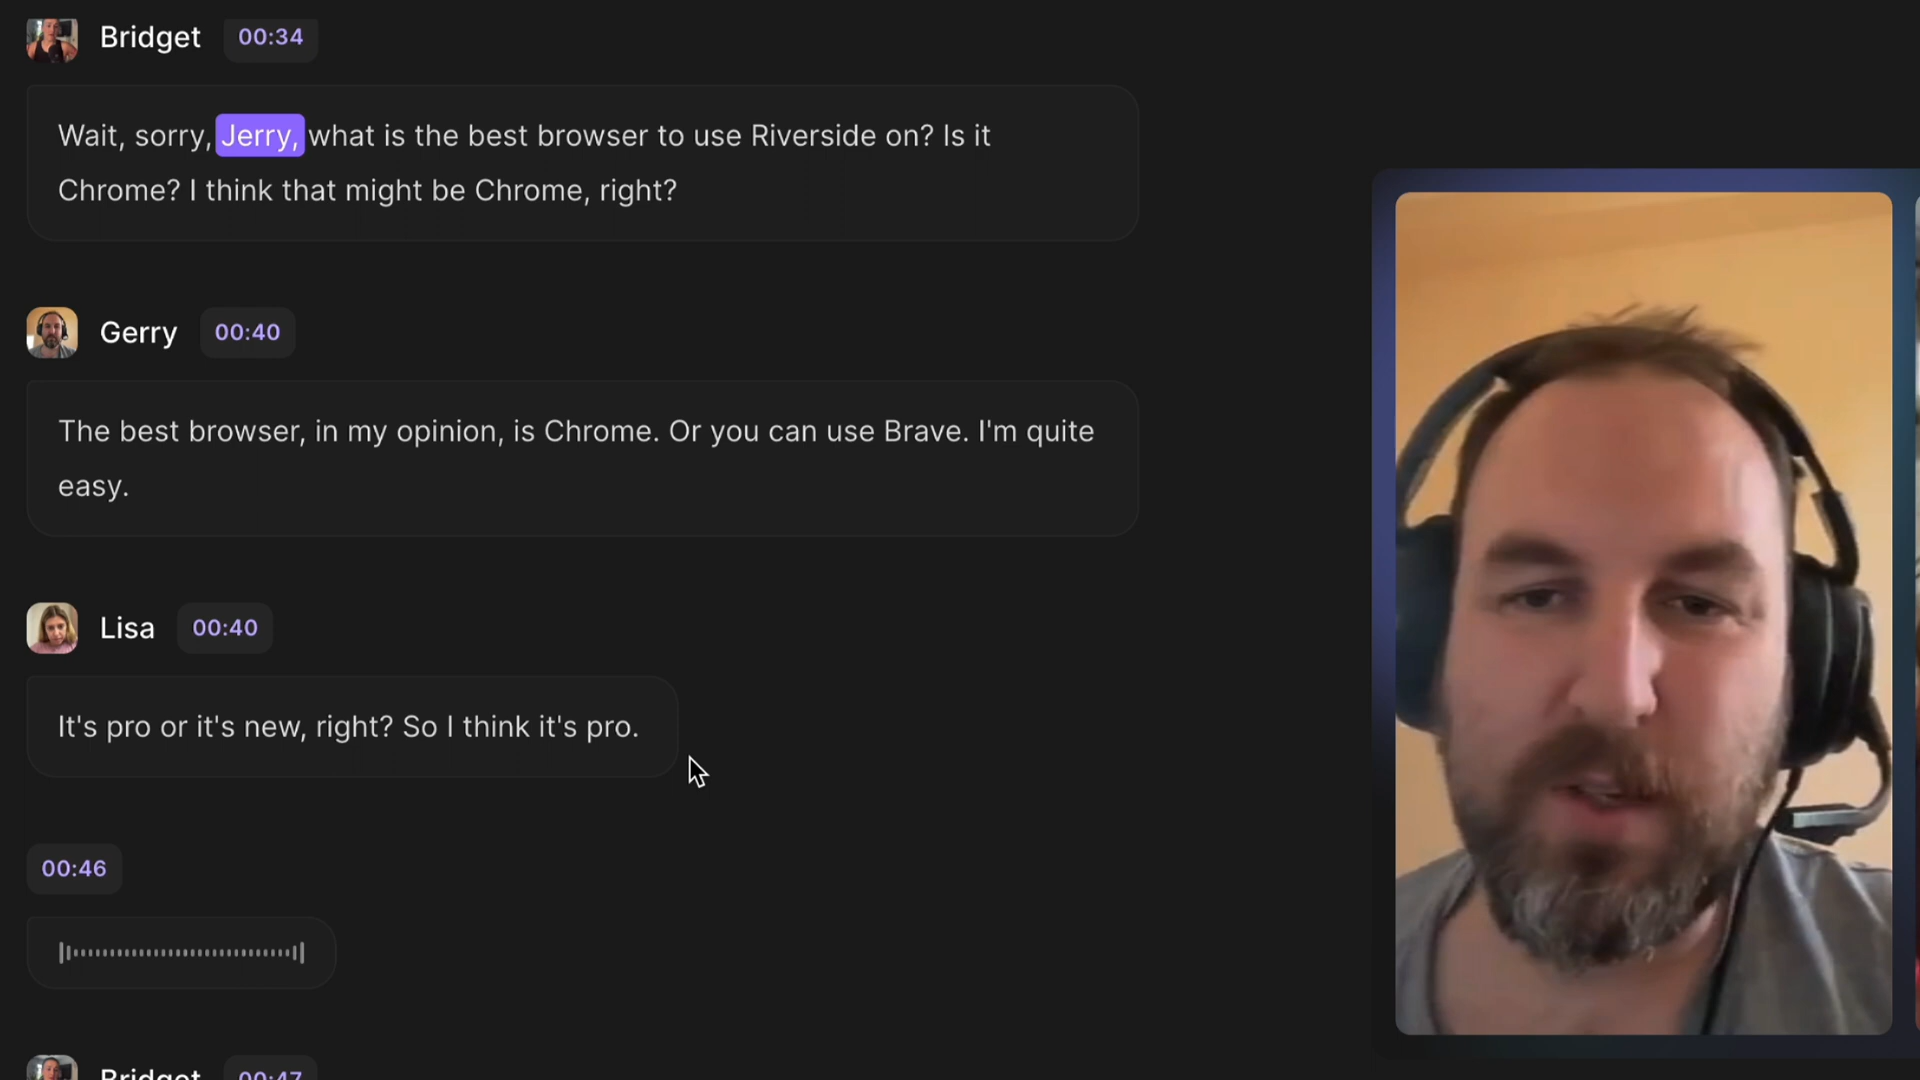 Bridget 00:34
Wait, sorry, Jerry, what is the best browser to use Riverside on? Is it
Chrome? I think that might be Chrome, right?
Gerry 00:40
The best browser, in my opinion, is Chrome. Or you can use Brave. I'm quite
easy.
Lisa 00:40
It's pro or it's new, right? So I think it's pro.
00:46
Bridget 00:47